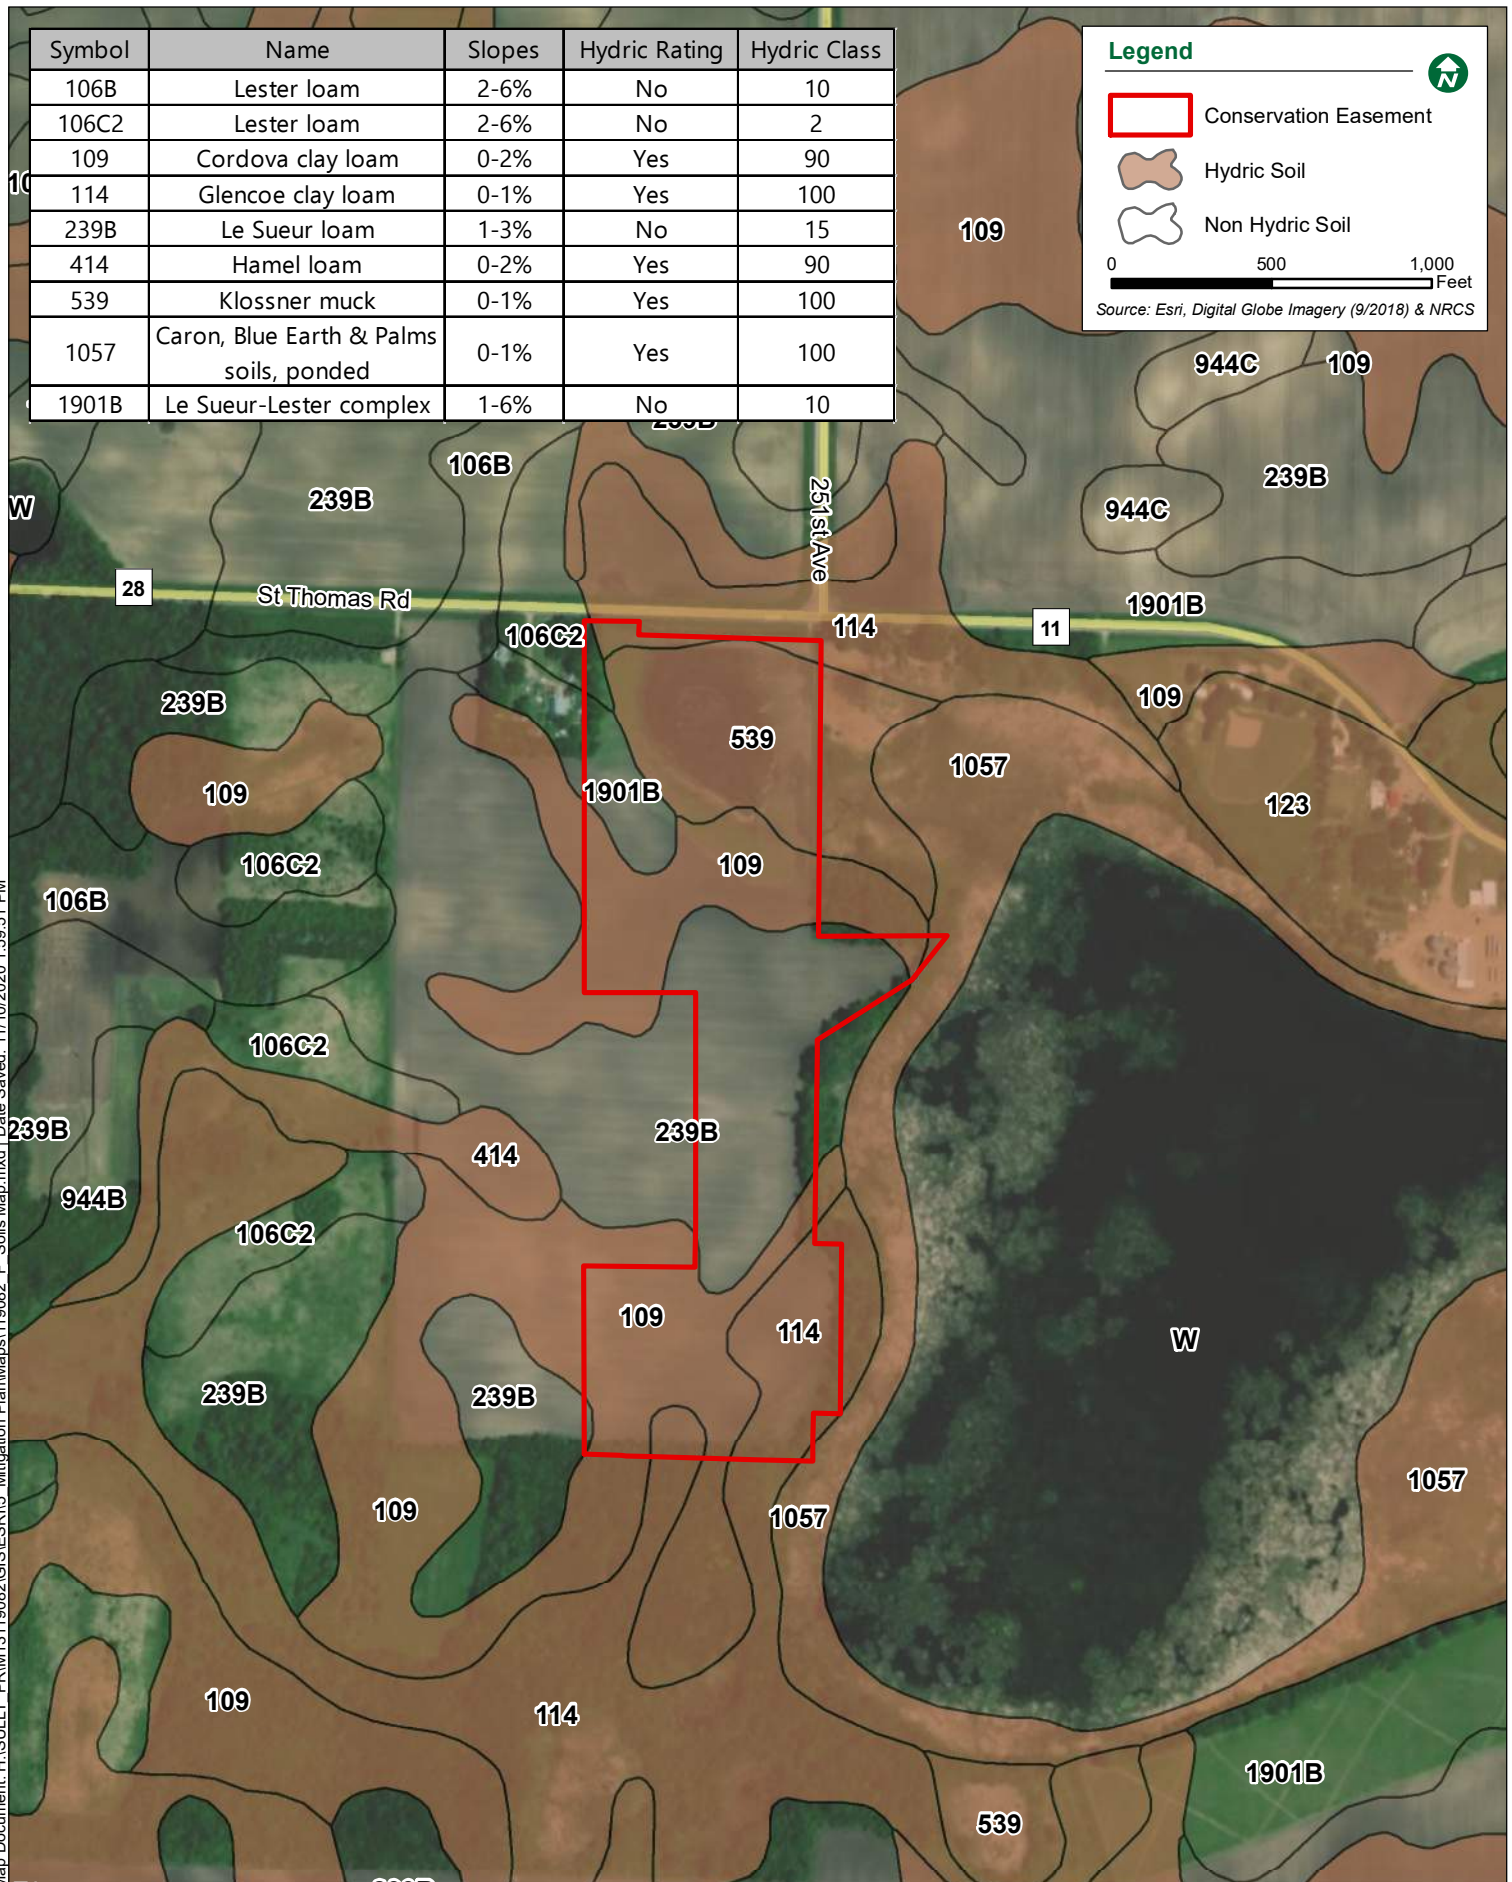 Symbol Name Slopes Hydric Rating Hydric Class
106B Lester loam 2-6% No 10
106C2 Lester loam 2-6% No 2
109 Cordova clay loam 0-2% Yes 90
114 Glencoe clay loam 0-1% Yes 100
239B Le Sueur loam 1-3% No 15
414 Hamel loam 0-2% Yes 90
539 Klossner muck 0-1% Yes 100
1057 Caron, Blue Earth & Palms
soils, ponded 0-1% Yes 100
1901B Le Sueur-Lester complex 1-6% No 10
Legend
N
Conservation Easement
Hydric Soil
Non Hydric Soil
0 500 1,000
Feet
Source: Esri, Digital Globe Imagery (9/2018) & NRCS
109
944C
109
239B
106B
239B
944C
239B
W
251st Ave
28
St Thomas Rd
106C2
114
11
1901B
239B
109
539
1057
109
1901B
123
106C2
109
106B
106C2
239B
239B
414
944B
106C2
109
114
W
239B
239B
109
1057
1057
109
114
1901B
539